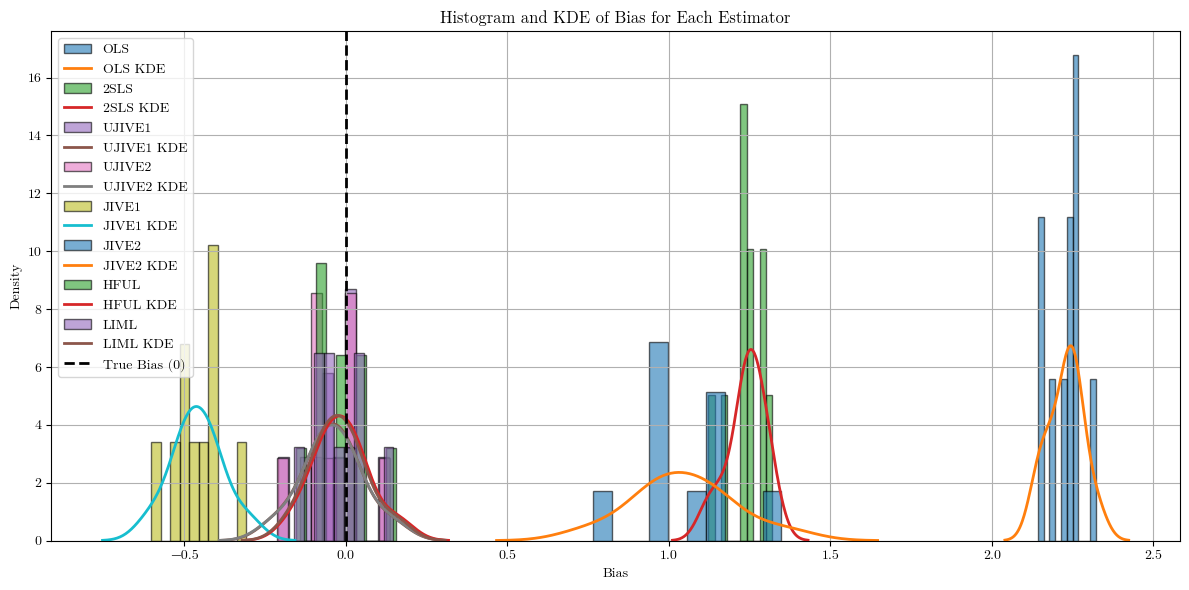 Histogram and KDE of Bias for Each Estimator
OLS
OLS KDE
2SLS
2SLS KDE
UJIVE1
UJIVE1 KDE
UJIVE2
UJIVE2 KDE
JIVE1
JIVE1 KDE
JIVE2
JIVE2 KDE
HFUL
HFUL KDE
LIML
LIML KDE
True Bias (0)
Density
16
14
12
10
8
6
4
2
0
−0.5 0.0 0.5 1.0 1.5 2.0 2.5
Bias